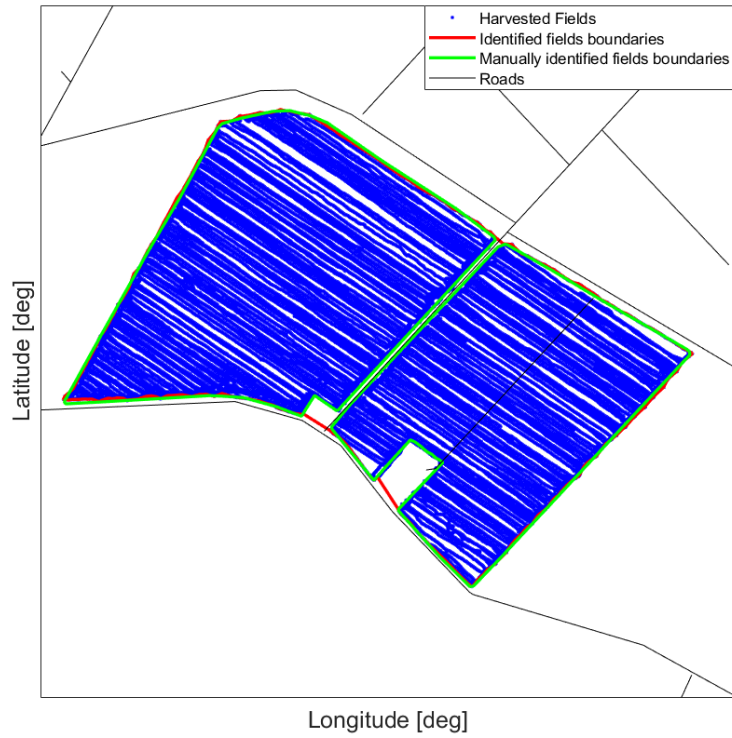 Harvested Fields
Identified fields boundaries
Manually identified fields boundaries
Roads
Latitude [deg]
Longitude [deg]